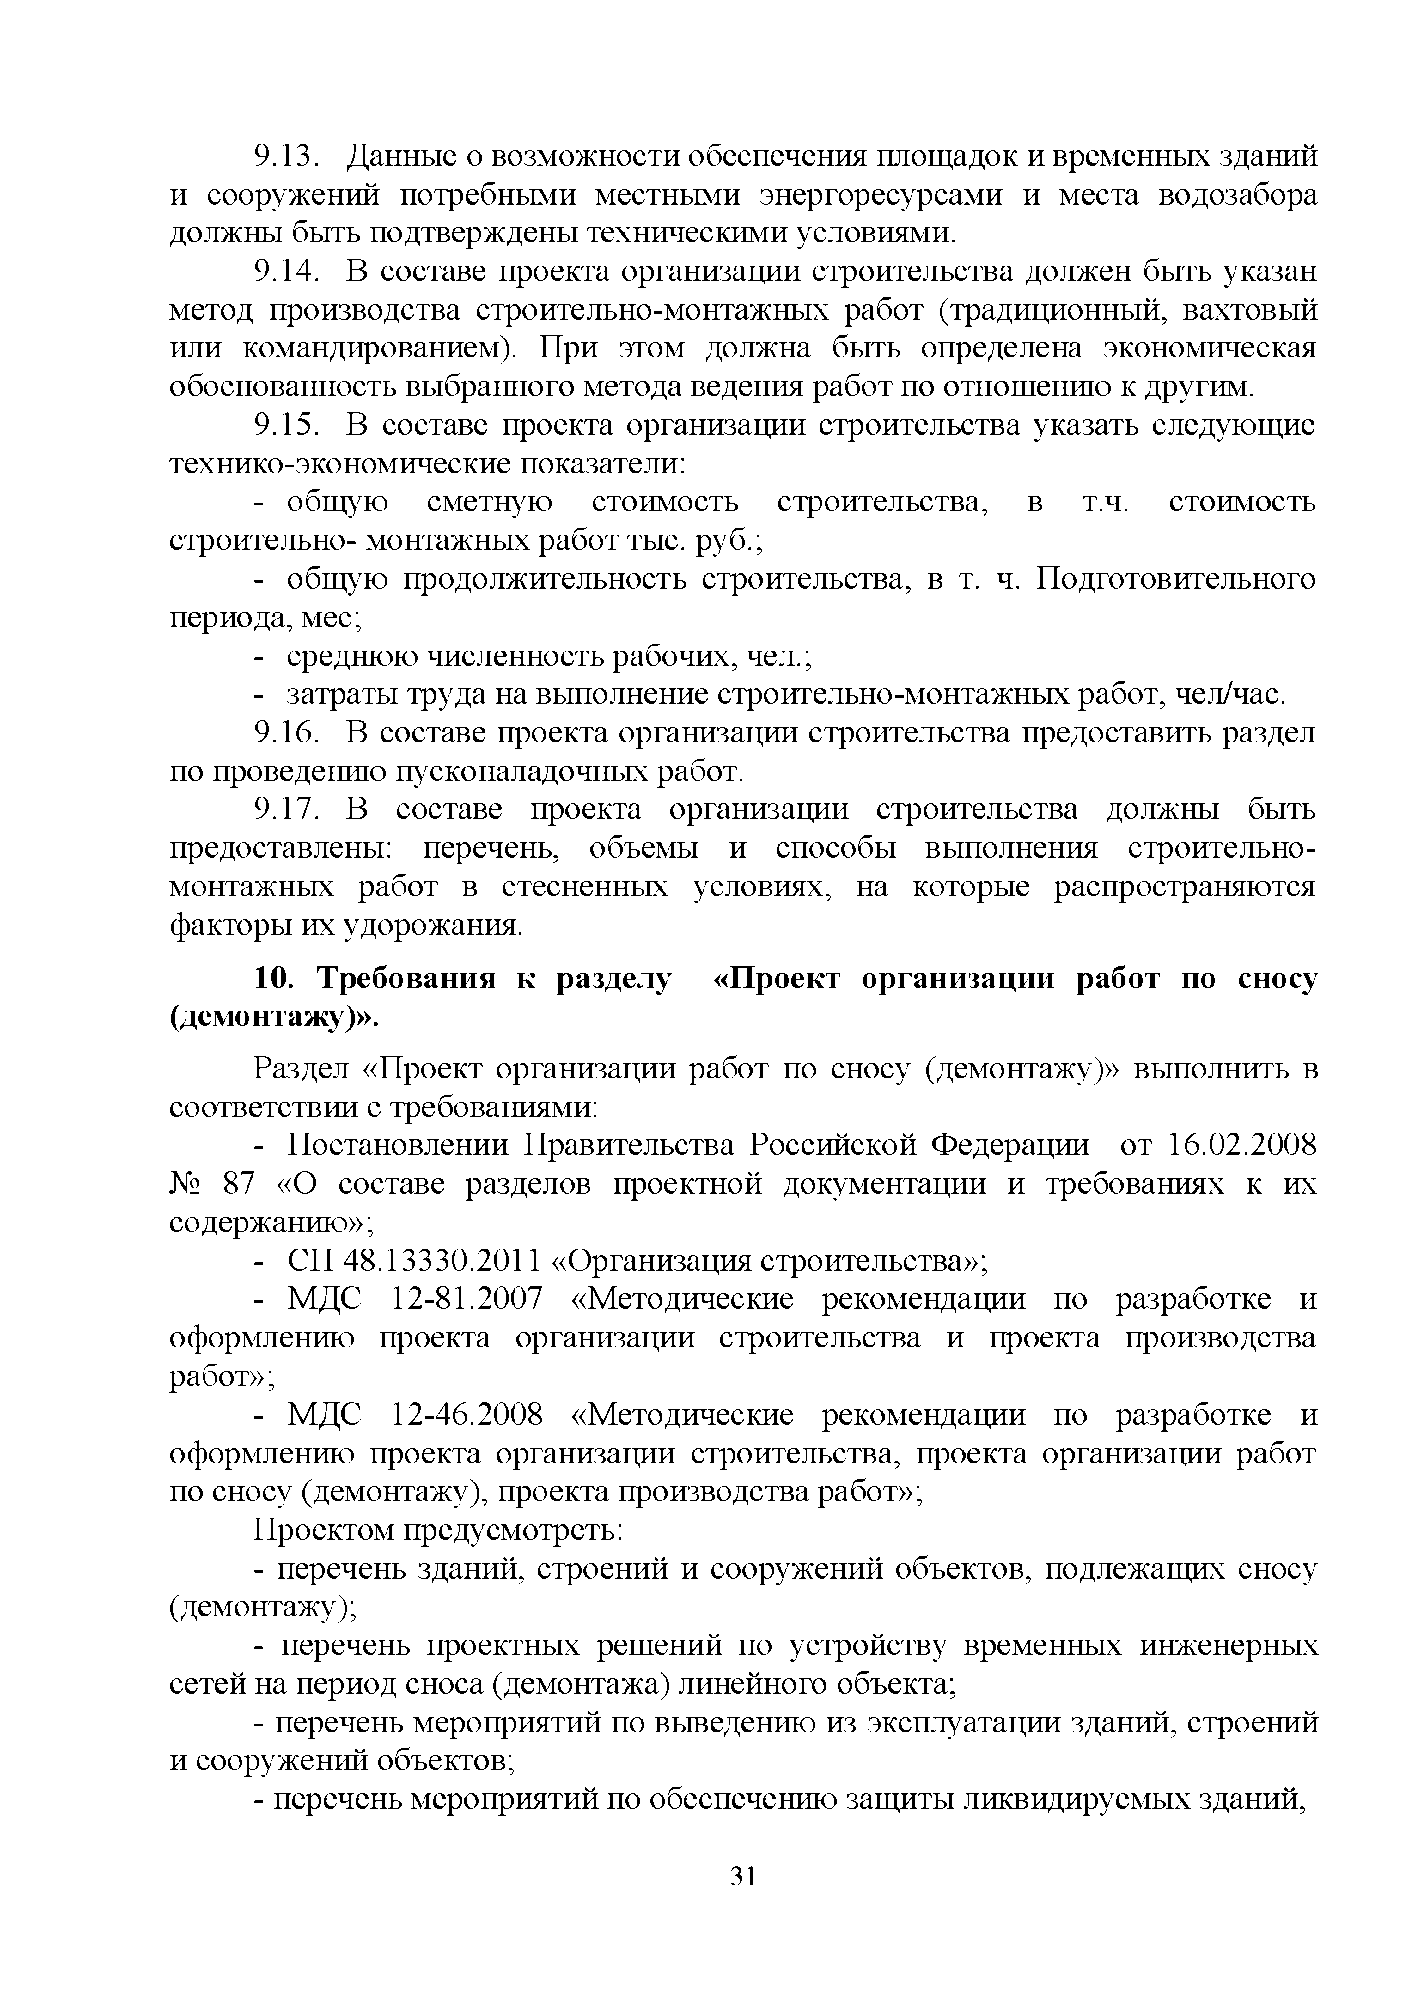 9.13. Данные о возможности обеспечения площадок и временных зданий
и сооружений потребными местными энергоресурсами и места водозабора
должны быть подтверждены техническими условиями.
9.14. В составе проекта организации строительства должен быть указан
метод производства строительно-монтажных работ (традиционный, вахтовый
или командированием). При этом должна быть определена экономическая
обоснованность выбранного метода ведения работ по отношению к другим.
9.15. В составе проекта организации строительства указать следующие
технико-экономические показатели:
- общую сметную стоимость строительства, в т.ч. стоимость
строительно- монтажных работ тыс. руб.;
- общую продолжительность строительства, в т. ч. Подготовительного
периода, мес;
- среднюю численность рабочих, чел.;
- затраты труда на выполнение строительно-монтажных работ, чел/час.
9.16. В составе проекта организации строительства предоставить раздел
по проведению пусконаладочных работ.
9.17. В составе проекта организации строительства должны быть
предоставлены: перечень, объемы и способы выполнения строительно-
монтажных работ в стесненных условиях, на которые распространяются
факторы их удорожания.
10. Требования к разделу «Проект организации работ по сносу
(демонтажу)».
Раздел «Проект организации работ по сносу (демонтажу)» выполнить в
соответствии с требованиями:
- Постановлении Правительства Российской Федерации от 16.02.2008
№ 87 «О составе разделов проектной документации и требованиях к их
содержанию»;
- СП 48.13330.2011 «Организация строительства»;
- МДС 12-81.2007 «Методические рекомендации по разработке и
оформлению проекта организации строительства и проекта производства
работ»;
- МДС 12-46.2008 «Методические рекомендации по разработке и
оформлению проекта организации строительства, проекта организации работ
по сносу (демонтажу), проекта производства работ»;
Проектом предусмотреть:
- перечень зданий, строений и сооружений объектов, подлежащих сносу
(демонтажу);
- перечень проектных решений по устройству временных инженерных
сетей на период сноса (демонтажа) линейного объекта;
- перечень мероприятий по выведению из эксплуатации зданий, строений
и сооружений объектов;
- перечень мероприятий по обеспечению защиты ликвидируемых зданий,
31